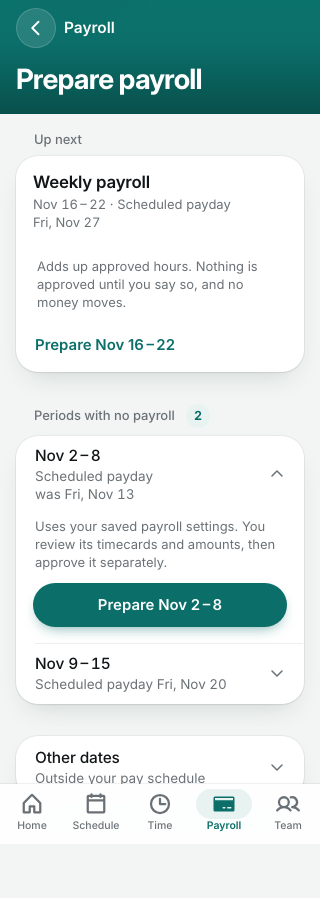 Payroll
Prepare payroll
Up next
Weekly payroll
Nov 16 – 22 · Scheduled payday
Fri, Nov 27
Adds up approved hours. Nothing is
approved until you say so, and no
money moves.
Prepare Nov 16 – 22
Periods with no payroll 2
Nov 2 – 8
Scheduled payday
was Fri, Nov 13
Uses your saved payroll settings. You
review its timecards and amounts, then
approve it separately.
Prepare Nov 2 – 8
Nov 9 – 15
Scheduled payday Fri, Nov 20
Other dates
Outside your pay schedule
Home Schedule Time Payroll Team